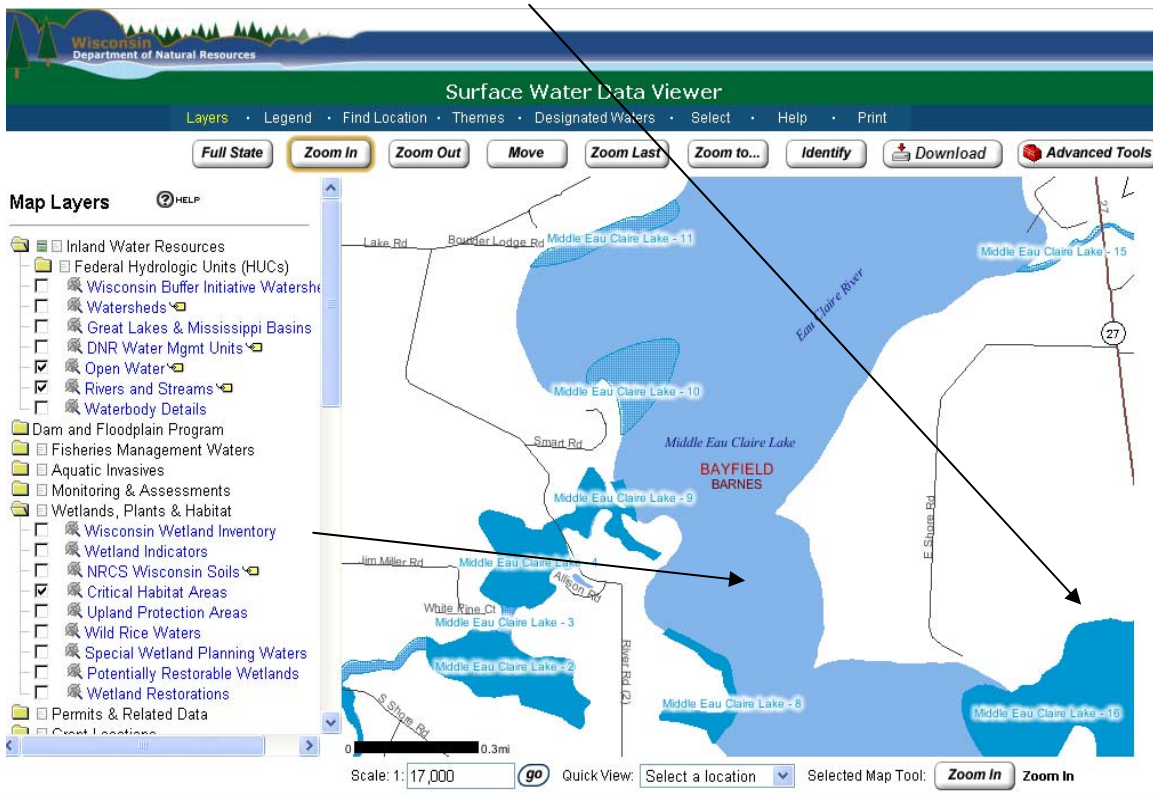 Wisconsin
Department of Natural Resources
Surface Water Data Viewer
Layers · Legend · Find Location · Themes · Designated Waters · Select · Help · Print
Full State Zoom In Zoom Out Move Zoom Last Zoom to... Identify Download Advanced Tools
Map Layers ? HELP
Inland Water Resources
Federal Hydrologic Units (HUCs)
Wisconsin Buffer Initiative Watershe
Watersheds
Great Lakes & Mississippi Basins
DNR Water Mgmt Units
Open Water
Rivers and Streams
Waterbody Details
Dam and Floodplain Program
Fisheries Management Waters
Aquatic Invasives
Monitoring & Assessments
Wetlands, Plants & Habitat
Wisconsin Wetland Inventory
Wetland Indicators
NRCS Wisconsin Soils
Critical Habitat Areas
Upland Protection Areas
Wild Rice Waters
Special Wetland Planning Waters
Potentially Restorable Wetlands
Wetland Restorations
Permits & Related Data
Grant Locations
27
Lake Rd
Boulder Lodge Rd
Middle Eau Claire Lake - 11
Middle Eau Claire Lake - 15
Eau Claire River
27
Middle Eau Claire Lake - 10
Smart Rd
Middle Eau Claire Lake
BAYFIELD
BARNES
Middle Eau Claire Lake - 9
E Shore Rd
Jim Miller Rd
Middle Eau Claire Lake - 4
Allison Rd
White Pine Ct
Middle Eau Claire Lake - 3
River Rd (2)
Middle Eau Claire Lake - 2
S Shore Rd
Middle Eau Claire Lake - 8
Middle Eau Claire Lake - 16
0 0.3mi
Scale: 1: 17,000 go Quick View: Select a location Selected Map Tool: Zoom In Zoom In